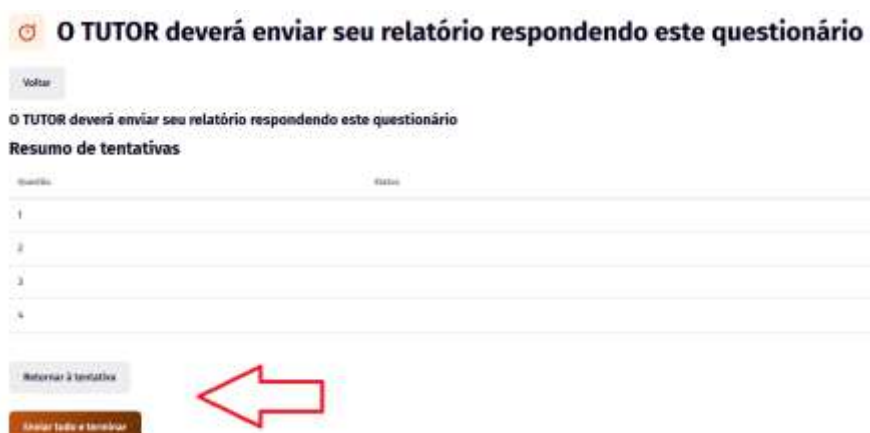 O TUTOR deverá enviar seu relatório respondendo este questionário
Voltar
O TUTOR deverá enviar seu relatório respondendo este questionário
Resumo de tentativas
Questão Status
1
2
3
4
Retornar à tentativa
Enviar tudo e terminar